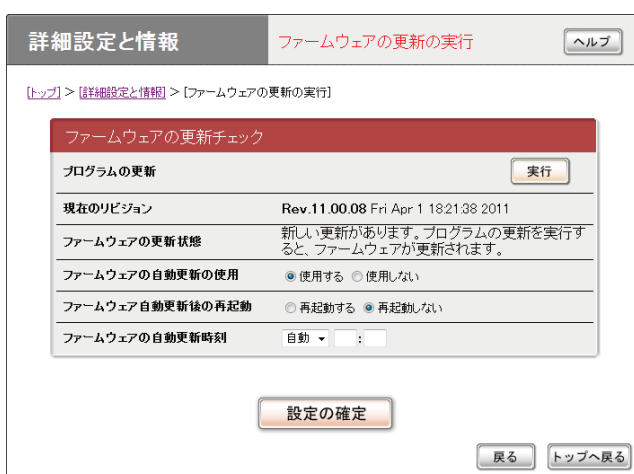 詳細設定と情報 ファームウェアの更新の実行 ヘルプ
[トップ] > [詳細設定と情報] > [ファームウェアの更新の実行]
ファームウェアの更新チェック
プログラムの更新 実行
現在のリビジョン Rev.11.00.08 Fri Apr 1 18:21:38 2011
ファームウェアの更新状態 新しい更新があります。プログラムの更新を実行す
ると、ファームウェアが更新されます。
ファームウェアの自動更新の使用 使用する 使用しない
ファームウェア自動更新後の再起動 再起動する 再起動しない
ファームウェアの自動更新時刻 自動 :
設定の確定
戻る トップへ戻る